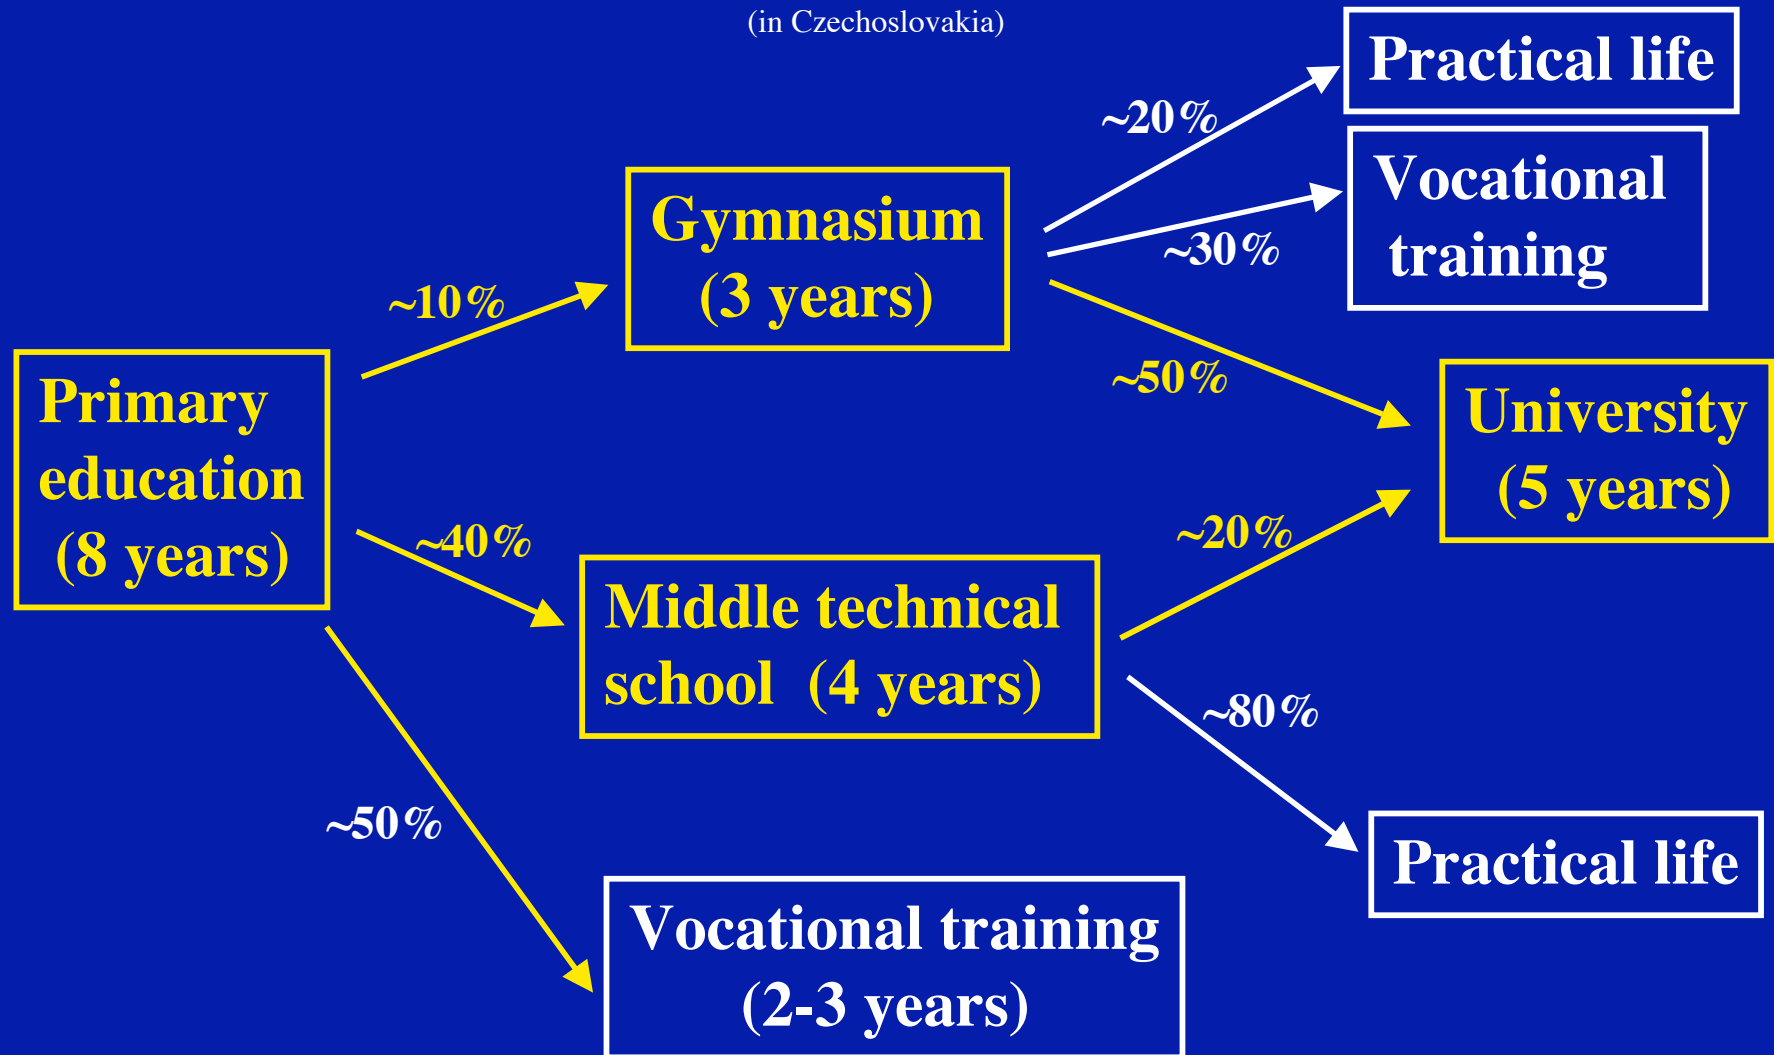 (in Czechoslovakia)
Practical life
~20%
Vocational
training
~30%
Gymnasium
(3 years)
~10%
~50%
Primary
education
(8 years)
University
(5 years)
~40%
~20%
Middle technical
school (4 years)
~80%
~50%
Practical life
Vocational training
(2-3 years)